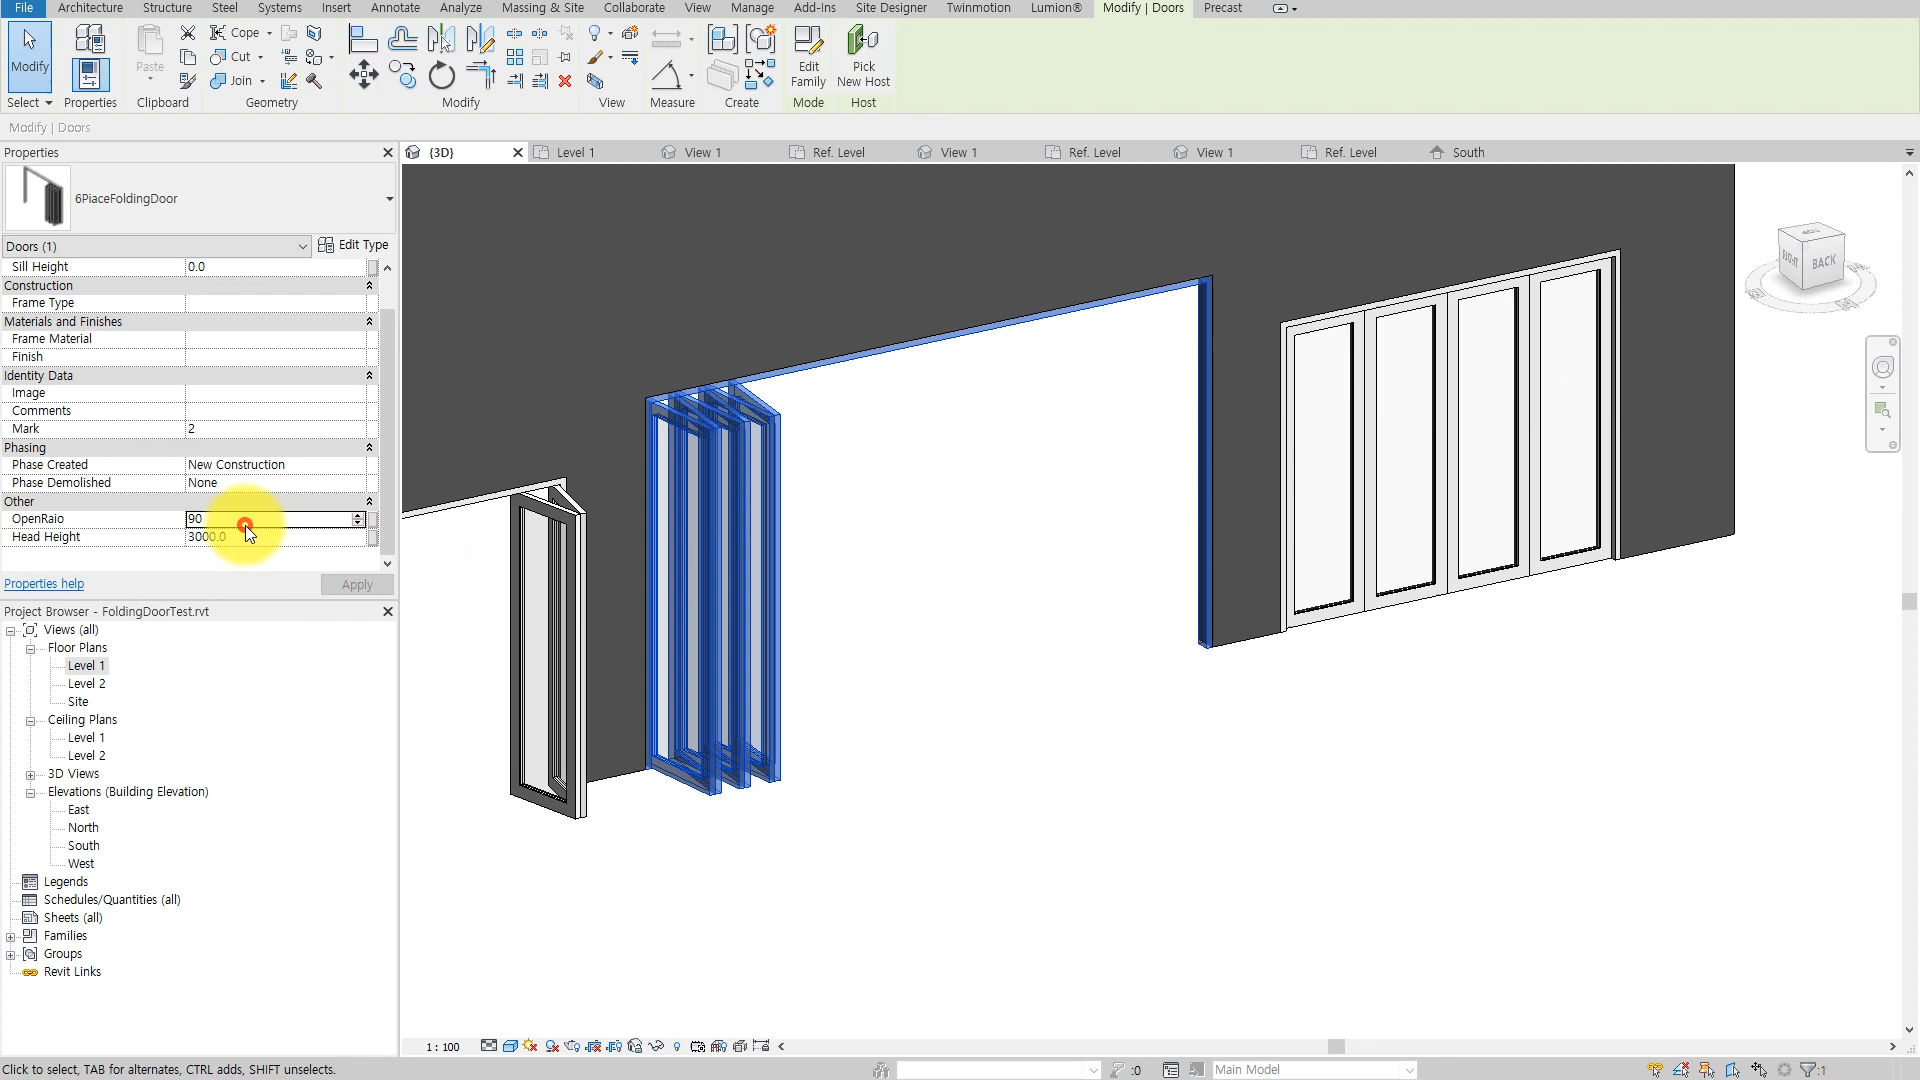 File Architecture Structure Steel Systems Insert Annotate Analyze Massing & Site Collaborate View Manage Add-Ins Site Designer Twinmotion Lumion® Modify | Doors Precast
Modify
Paste
Cope
Cut
Join
Edit
Family
Pick
New Host
Select Properties Clipboard Geometry Modify View Measure Create Mode Host
Modify | Doors
Properties
{3D} Level 1 View 1 Ref. Level View 1 Ref. Level View 1 Ref. Level South
6PiaceFoldingDoor
Doors (1) Edit Type
Sill Height 0.0
Construction
Frame Type
Materials and Finishes
Frame Material
Finish
Identity Data
Image
Comments
Mark 2
Phasing
Phase Created New Construction
Phase Demolished None
Other
OpenRaio 90
Head Height 3000.0
Properties help Apply
Project Browser - FoldingDoorTest.rvt
Views (all)
Floor Plans
Level 1
Level 2
Site
Ceiling Plans
Level 1
Level 2
3D Views
Elevations (Building Elevation)
East
North
South
West
Legends
Schedules/Quantities (all)
Sheets (all)
Families
Groups
Revit Links
TOP
RIGHT BACK
1 : 100
Click to select, TAB for alternates, CTRL adds, SHIFT unselects.
:0 Main Model :1